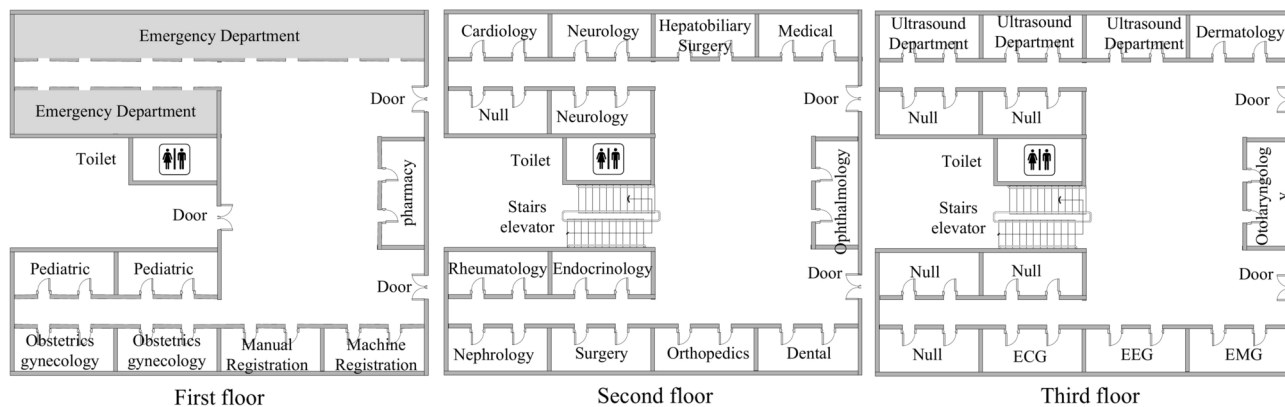 Emergency Department
Emergency Department
Door
Toilet
pharmacy
Door
Pediatric
Pediatric
Door
Obstetrics
gynecology
Obstetrics
gynecology
Manual
Registration
Machine
Registration
First floor
Cardiology
Neurology
Hepatobiliary
Surgery
Medical
Null
Neurology
Door
Toilet
Ophthalmology
Stairs
elevator
Rheumatology
Endocrinology
Door
Nephrology
Surgery
Orthopedics
Dental
Second floor
Ultrasound
Department
Ultrasound
Department
Ultrasound
Department
Dermatology
Null
Null
Door
Toilet
Otolaryngolog
y
Stairs
elevator
Null
Null
Door
Null
ECG
EEG
EMG
Third floor